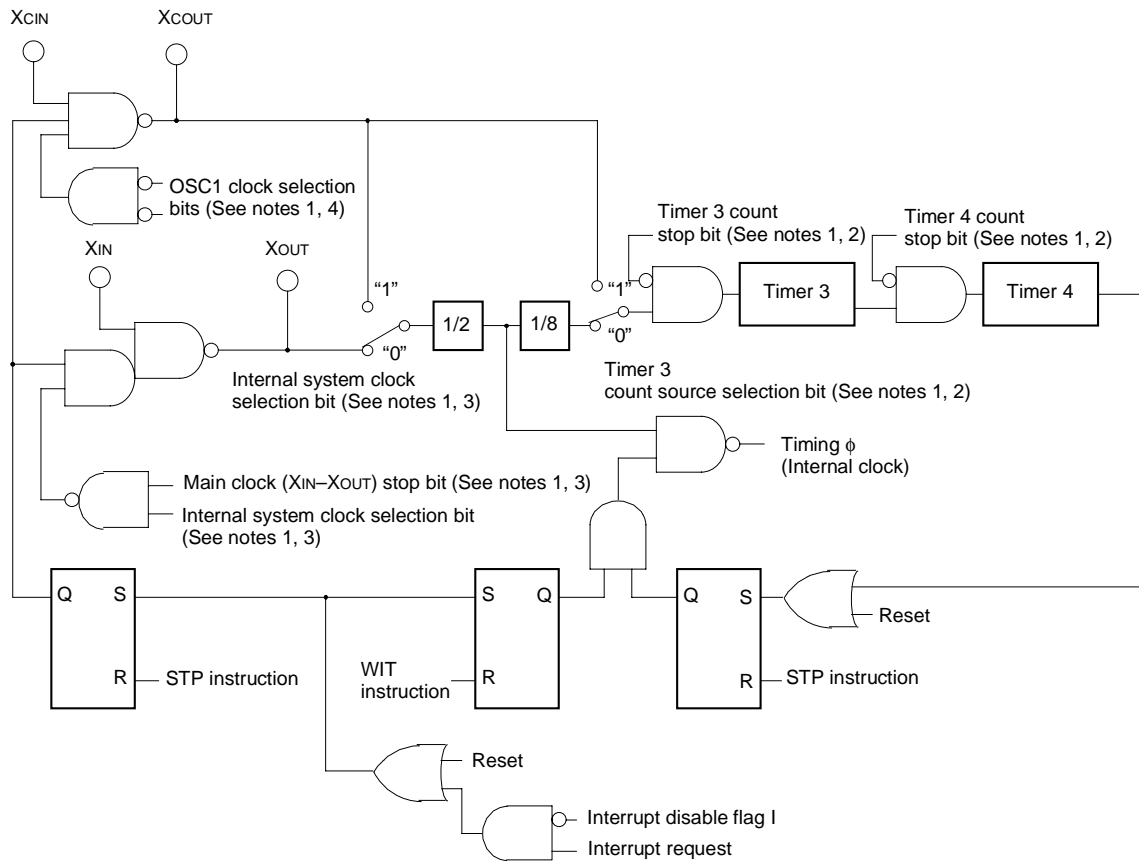 XCIN
XCOUT
OSC1 clock selection
bits (See notes 1, 4)
XIN
XOUT
“1”
“0”
Internal system clock
selection bit (See notes 1, 3)
1/2
1/8
“1”
“0”
Timer 3 count
stop bit (See notes 1, 2)
Timer 3
Timer 4 count
stop bit (See notes 1, 2)
Timer 4
Timer 3
count source selection bit (See notes 1, 2)
Timing ϕ
(Internal clock)
Main clock (XIN–XOUT) stop bit (See notes 1, 3)
Internal system clock selection bit
(See notes 1, 3)
Q S
R
STP instruction
S Q
R
WIT
instruction
Q S
R
STP instruction
Reset
Reset
Interrupt disable flag I
Interrupt request